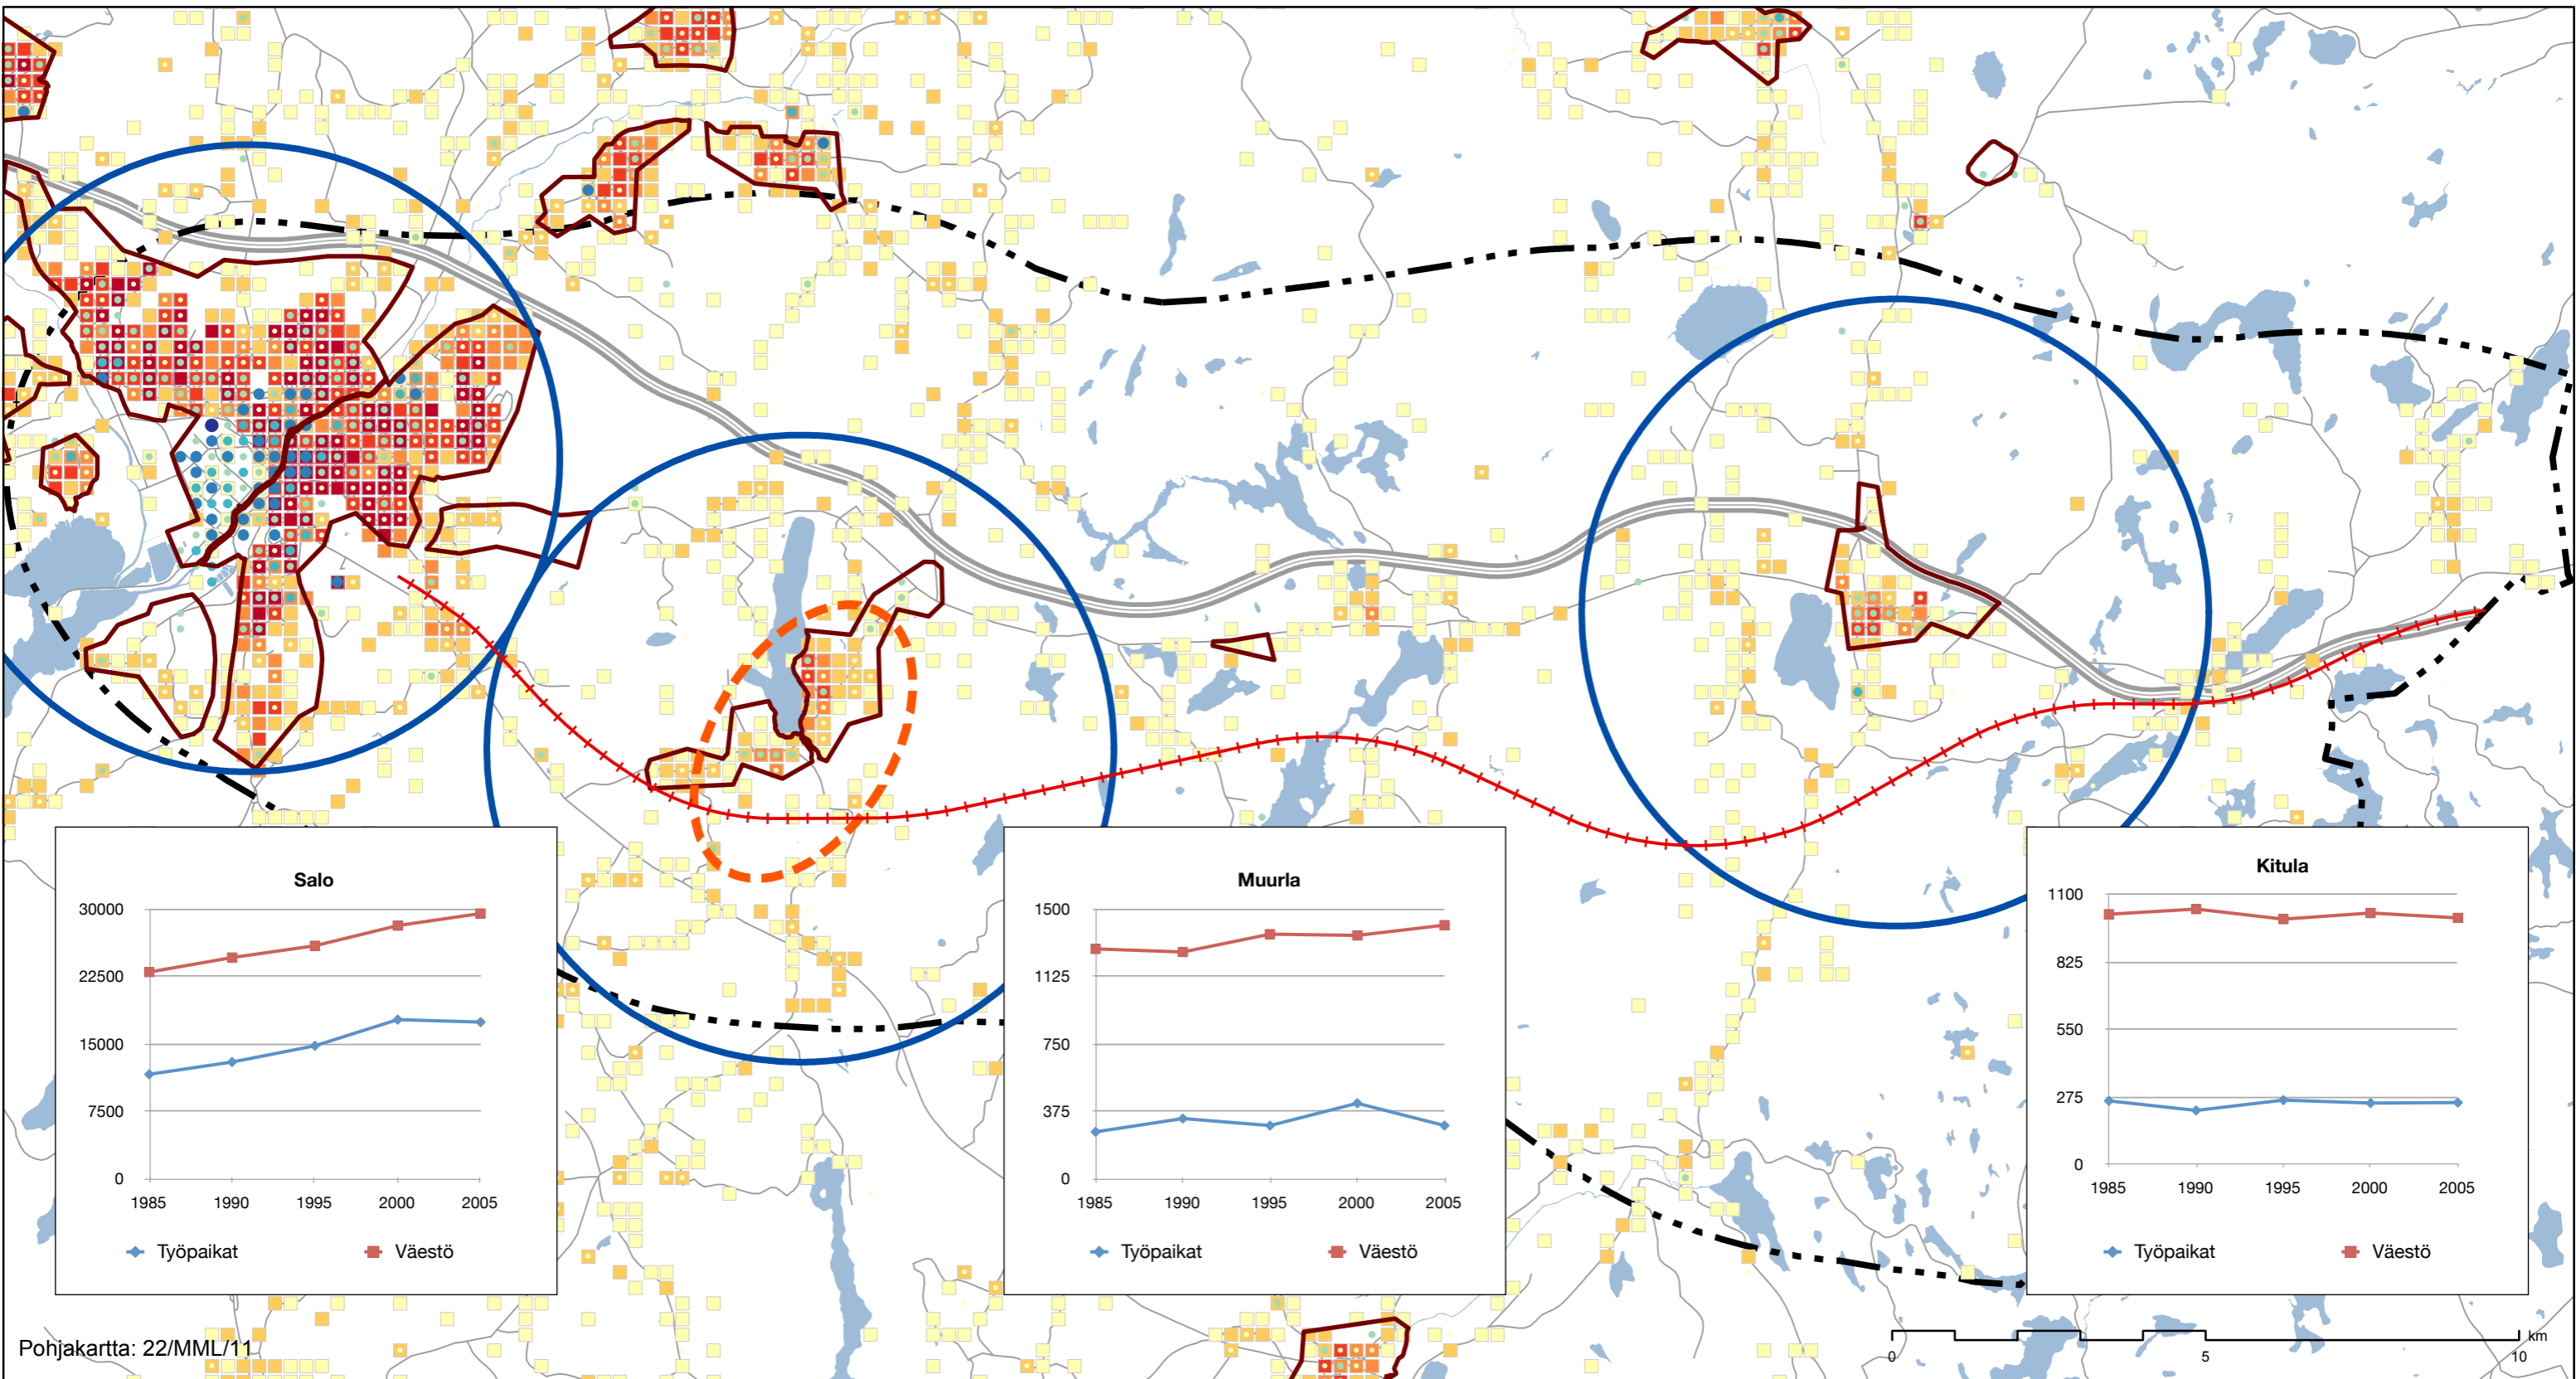 Salo
30000
22500
15000
7500
0
1985 1990 1995 2000 2005
Työpaikat Väestö
Muurla
1500
1125
750
375
0
1985 1990 1995 2000 2005
Työpaikat Väestö
Kitula
1100
825
550
275
0
1985 1990 1995 2000 2005
Työpaikat Väestö
Pohjakartta: 22/MML/11
km
0 5 10